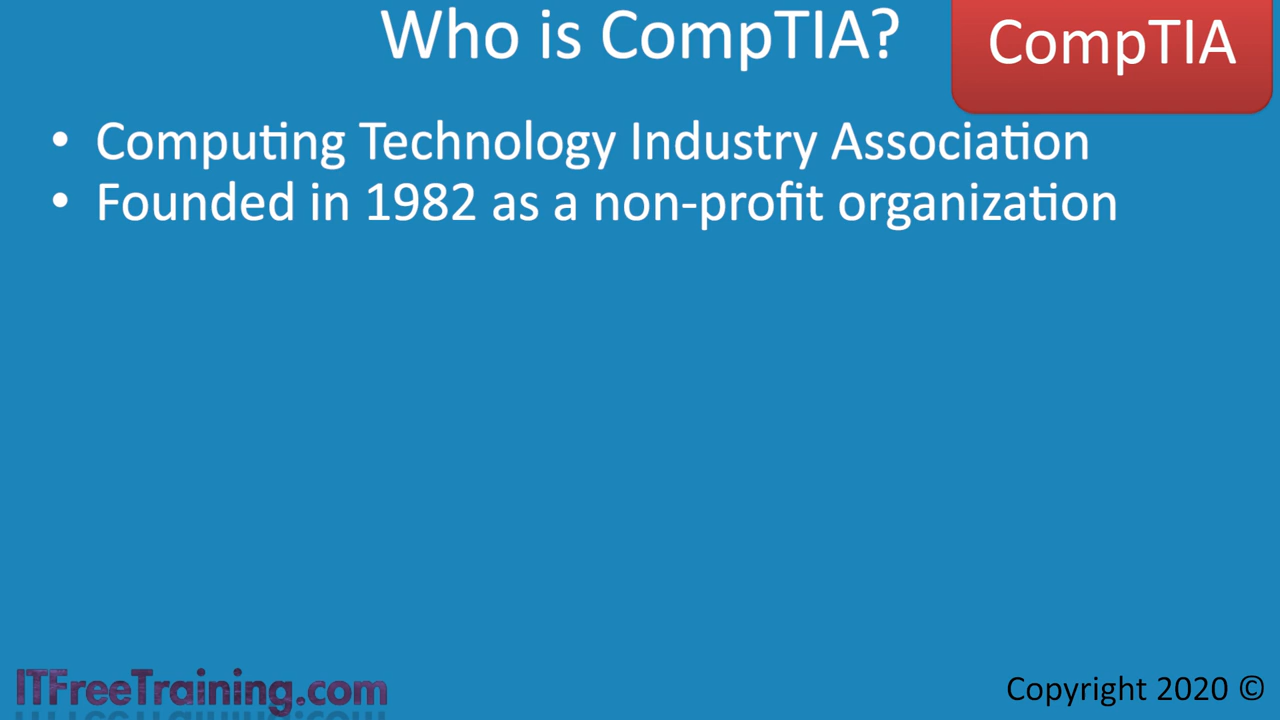 Who is CompTIA?
CompTIA
• Computing Technology Industry Association
• Founded in 1982 as a non-profit organization
ITFreeTraining.com
Copyright 2020 ©